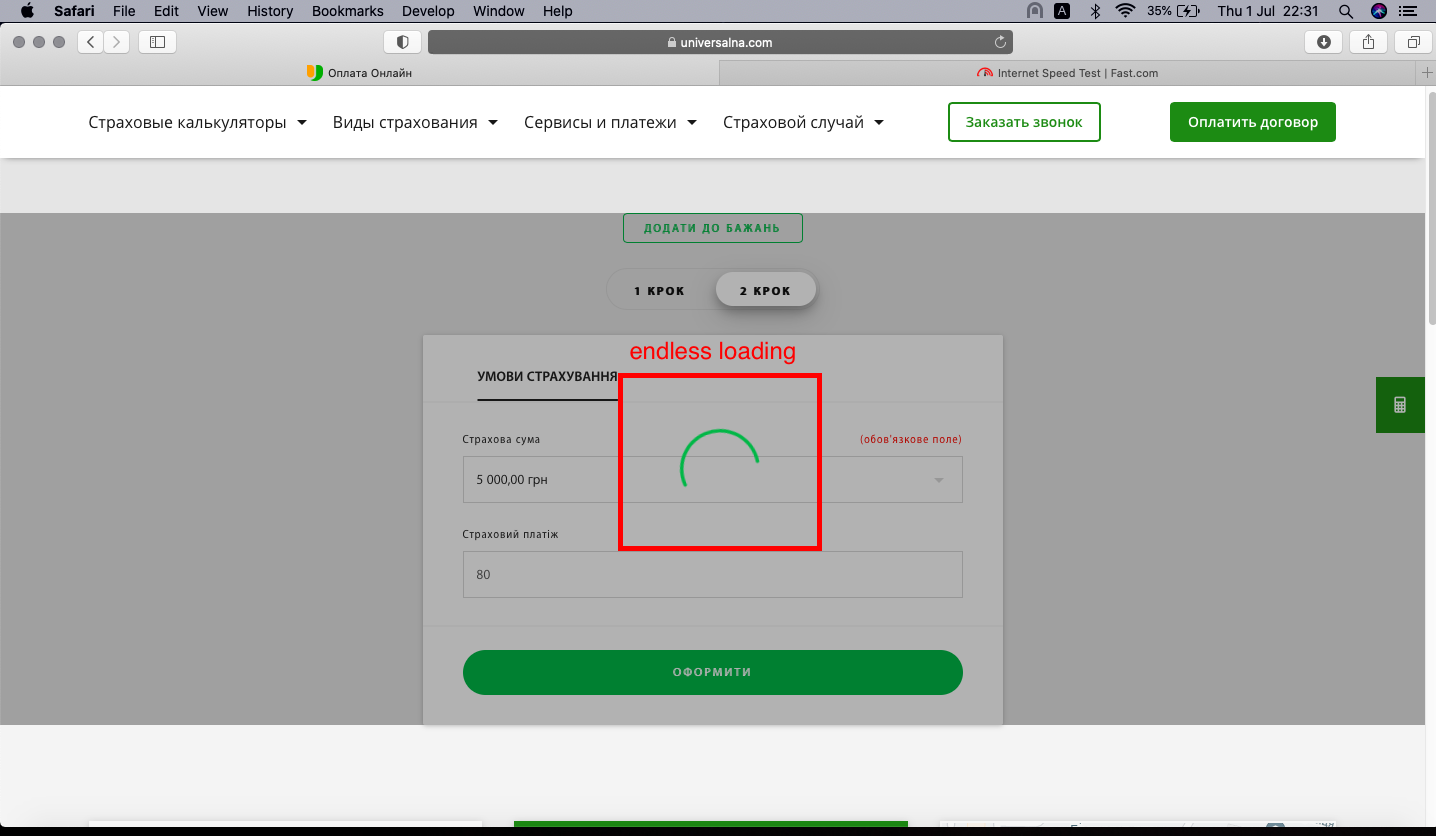 Safari File Edit View History Bookmarks Develop Window Help A 35% Thu 1 Jul 22:31
universalna.com
Оплата Онлайн Internet Speed Test | Fast.com
Страховые калькуляторы Виды страхования Сервисы и платежи Страховой случай Заказать звонок Оплатить договор
ДОДАТИ ДО БАЖАНЬ
1 КРОК 2 КРОК
endless loading
УМОВИ СТРАХУВАННЯ
Страхова сума (обов'язкове поле)
5 000,00 грн
Страховий платіж
80
ОФОРМИТИ